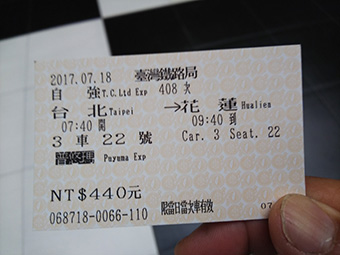 2017.07.18 臺灣鐵路局
自強 T.C.Ltd Exp 408 次
台北 Taipei →花蓮 Hualien
07:40 開 09:40 到
3 車 22 號 Car. 3 Seat. 22
普悠瑪 Puyuma Exp
NT$440元
068718-0066-110 限當日當次車有效 07